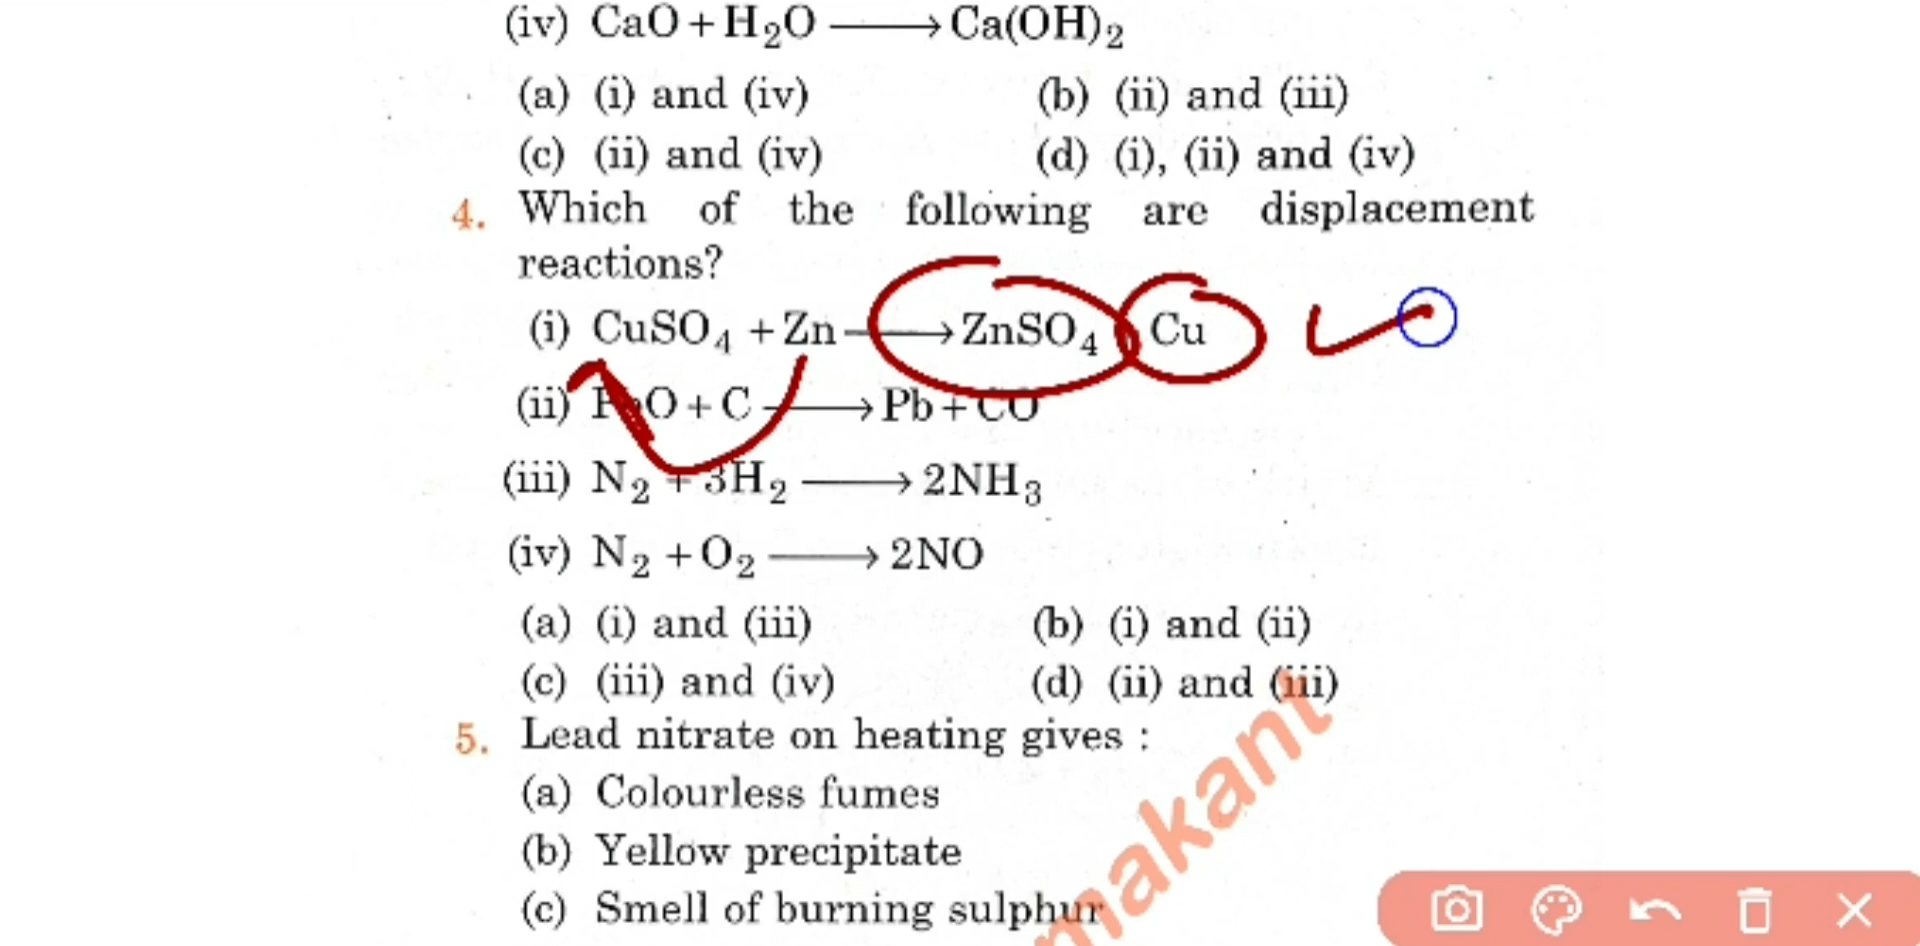 (iv) CaO + H₂O ⟶ Ca(OH)₂
(a) (i) and (iv) (b) (ii) and (iii)
(c) (ii) and (iv) (d) (i), (ii) and (iv)
4. Which of the following are displacement
reactions?
(i) CuSO₄ + Zn ⟶ ZnSO₄ Cu
(ii) O + C ⟶ Pb + CO
(iii) N₂ + 3H₂ ⟶ 2NH₃
(iv) N₂ + O₂ ⟶ 2NO
(a) (i) and (iii) (b) (i) and (ii)
(c) (iii) and (iv) (d) (ii) and (iii)
5. Lead nitrate on heating gives :
(a) Colourless fumes
(b) Yellow precipitate
(c) Smell of burning sulphur
makant